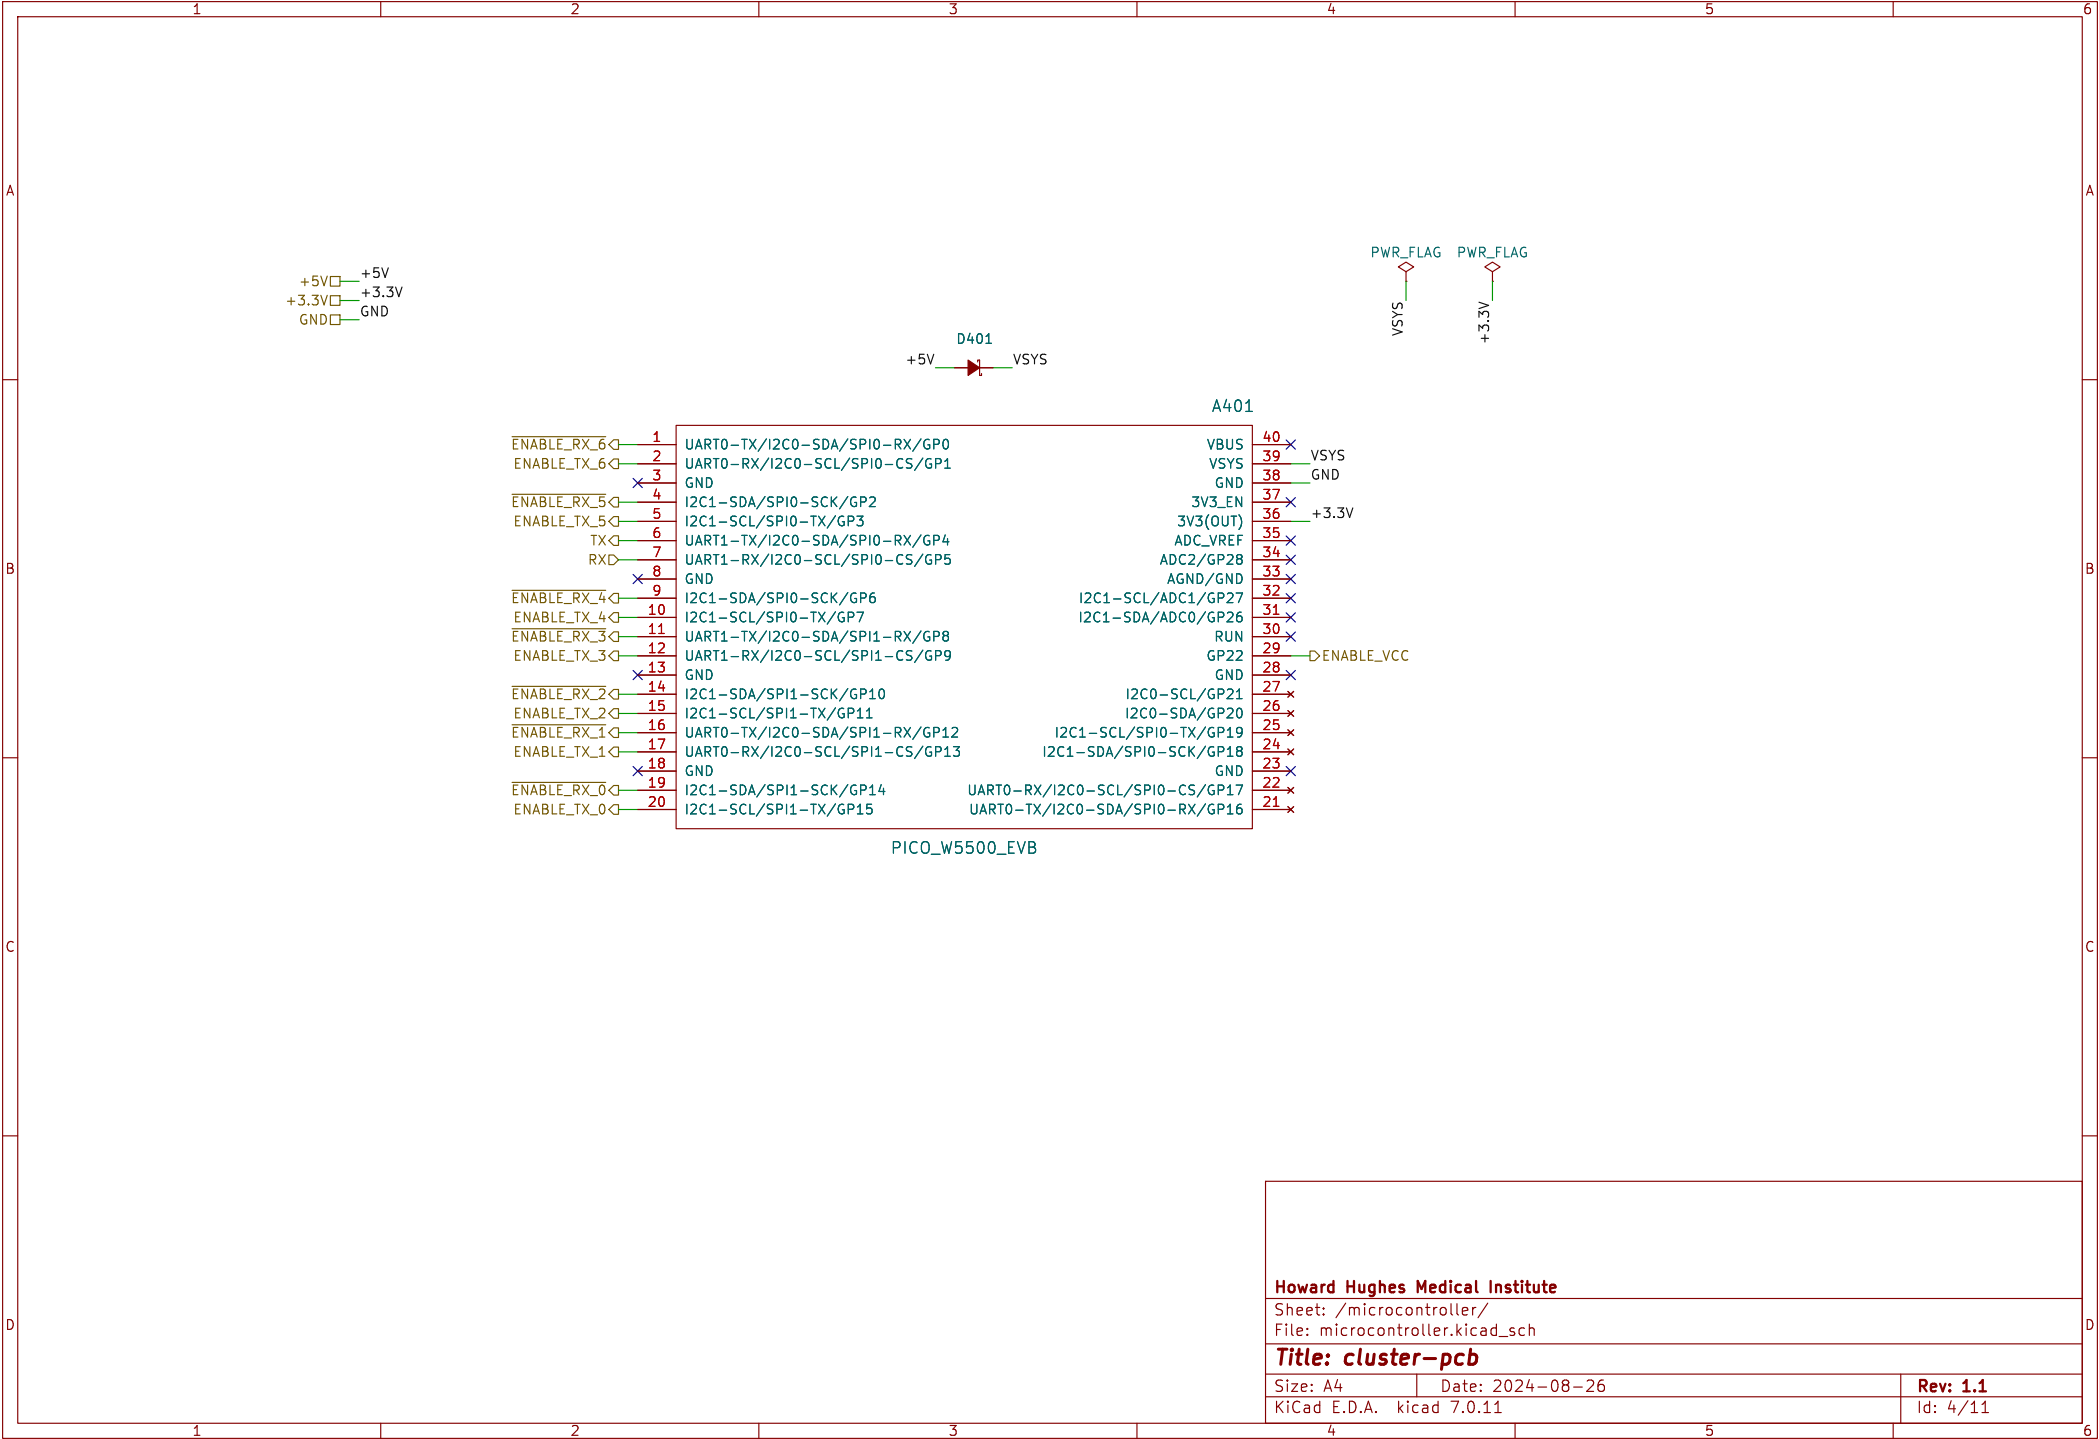 1 2 3 4 5 6
A A
PWR_FLAG PWR_FLAG
+5V +5V
+3.3V +3.3V
GND GND
VSYS +3.3V
D401
+5V VSYS
A401
ENABLE_RX_6 1 UART0-TX/I2C0-SDA/SPI0-RX/GP0 VBUS 40
ENABLE_TX_6 2 UART0-RX/I2C0-SCL/SPI0-CS/GP1 VSYS 39 VSYS
3 GND GND 38 GND
ENABLE_RX_5 4 I2C1-SDA/SPI0-SCK/GP2 3V3_EN 37
ENABLE_TX_5 5 I2C1-SCL/SPI0-TX/GP3 3V3(OUT) 36 +3.3V
TX 6 UART1-TX/I2C0-SDA/SPI0-RX/GP4 ADC_VREF 35
RX 7 UART1-RX/I2C0-SCL/SPI0-CS/GP5 ADC2/GP28 34
B B
8 GND AGND/GND 33
ENABLE_RX_4 9 I2C1-SDA/SPI0-SCK/GP6 I2C1-SCL/ADC1/GP27 32
ENABLE_TX_4 10 I2C1-SCL/SPI0-TX/GP7 I2C1-SDA/ADC0/GP26 31
ENABLE_RX_3 11 UART1-TX/I2C0-SDA/SPI1-RX/GP8 RUN 30
ENABLE_TX_3 12 UART1-RX/I2C0-SCL/SPI1-CS/GP9 GP22 29 ENABLE_VCC
13 GND GND 28
ENABLE_RX_2 14 I2C1-SDA/SPI1-SCK/GP10 I2C0-SCL/GP21 27
ENABLE_TX_2 15 I2C1-SCL/SPI1-TX/GP11 I2C0-SDA/GP20 26
ENABLE_RX_1 16 UART0-TX/I2C0-SDA/SPI1-RX/GP12 I2C1-SCL/SPI0-TX/GP19 25
ENABLE_TX_1 17 UART0-RX/I2C0-SCL/SPI1-CS/GP13 I2C1-SDA/SPI0-SCK/GP18 24
18 GND GND 23
ENABLE_RX_0 19 I2C1-SDA/SPI1-SCK/GP14 UART0-RX/I2C0-SCL/SPI0-CS/GP17 22
ENABLE_TX_0 20 I2C1-SCL/SPI1-TX/GP15 UART0-TX/I2C0-SDA/SPI0-RX/GP16 21
PICO_W5500_EVB
C C
Howard Hughes Medical Institute
Sheet: /microcontroller/
File: microcontroller.kicad_sch
D D
Title: cluster-pcb
Size: A4 Date: 2024-08-26 Rev: 1.1
KiCad E.D.A. kicad 7.0.11 Id: 4/11
1 2 3 4 5 6